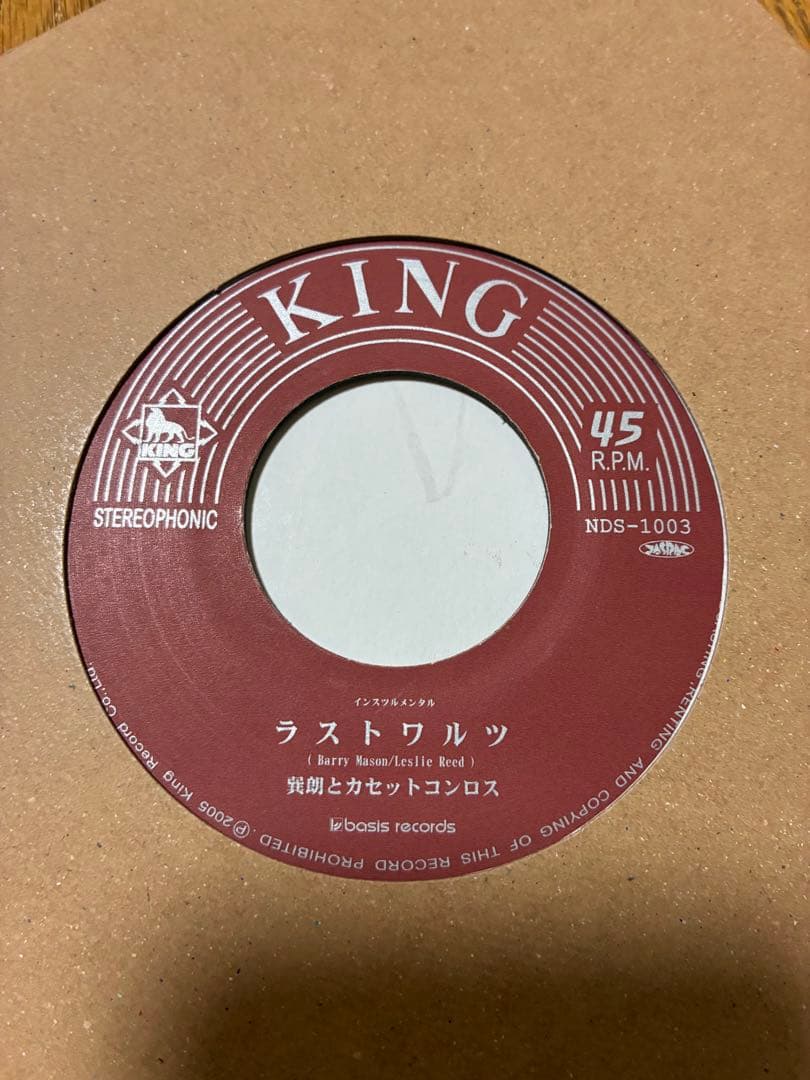 KING
KING
STEREOPHONIC
45
R.P.M.
NDS-1003
JASRAC
インスツルメンタル
ラストワルツ
( Barry Mason/Leslie Reed )
巽朗とカセットコンロス
basis records
Ⓟ2005 King Record Co.,Ltd.
CASTING.RENTING AND COPYING OF THIS RECORD PROHIBITED.